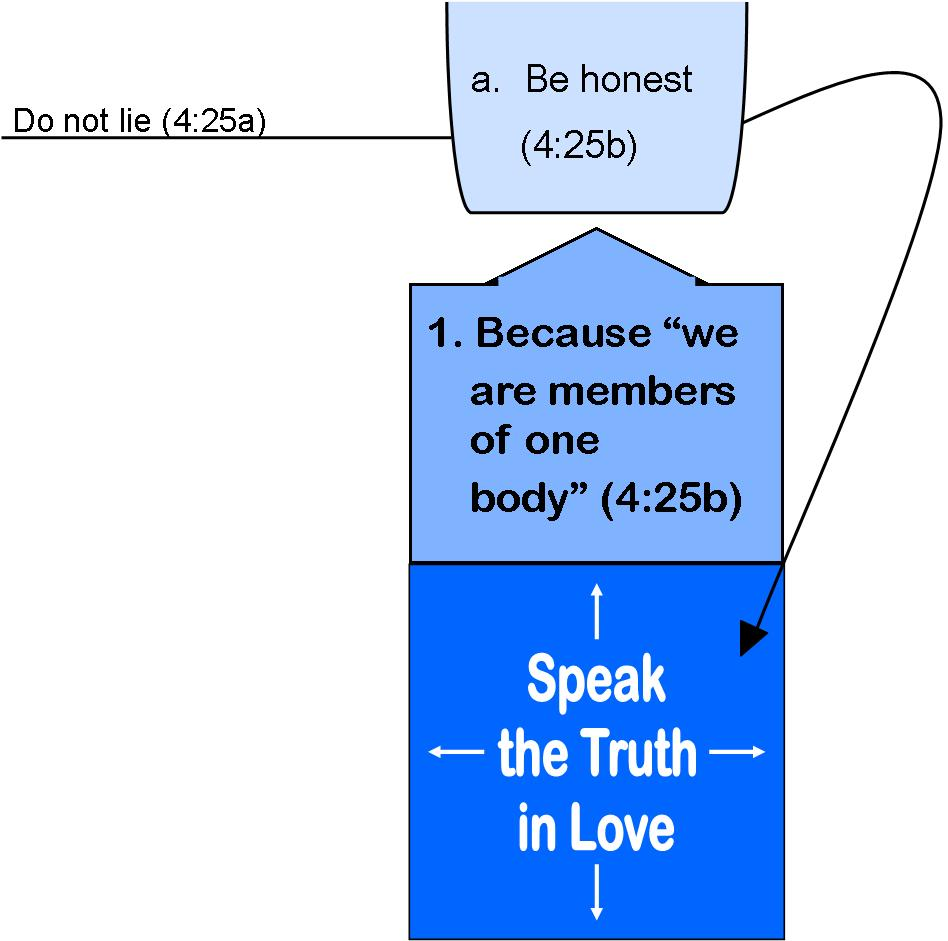 a. Be honest
(4:25b)
Do not lie (4:25a)
1. Because “we
are members
of one
body” (4:25b)
Speak
the Truth
in Love